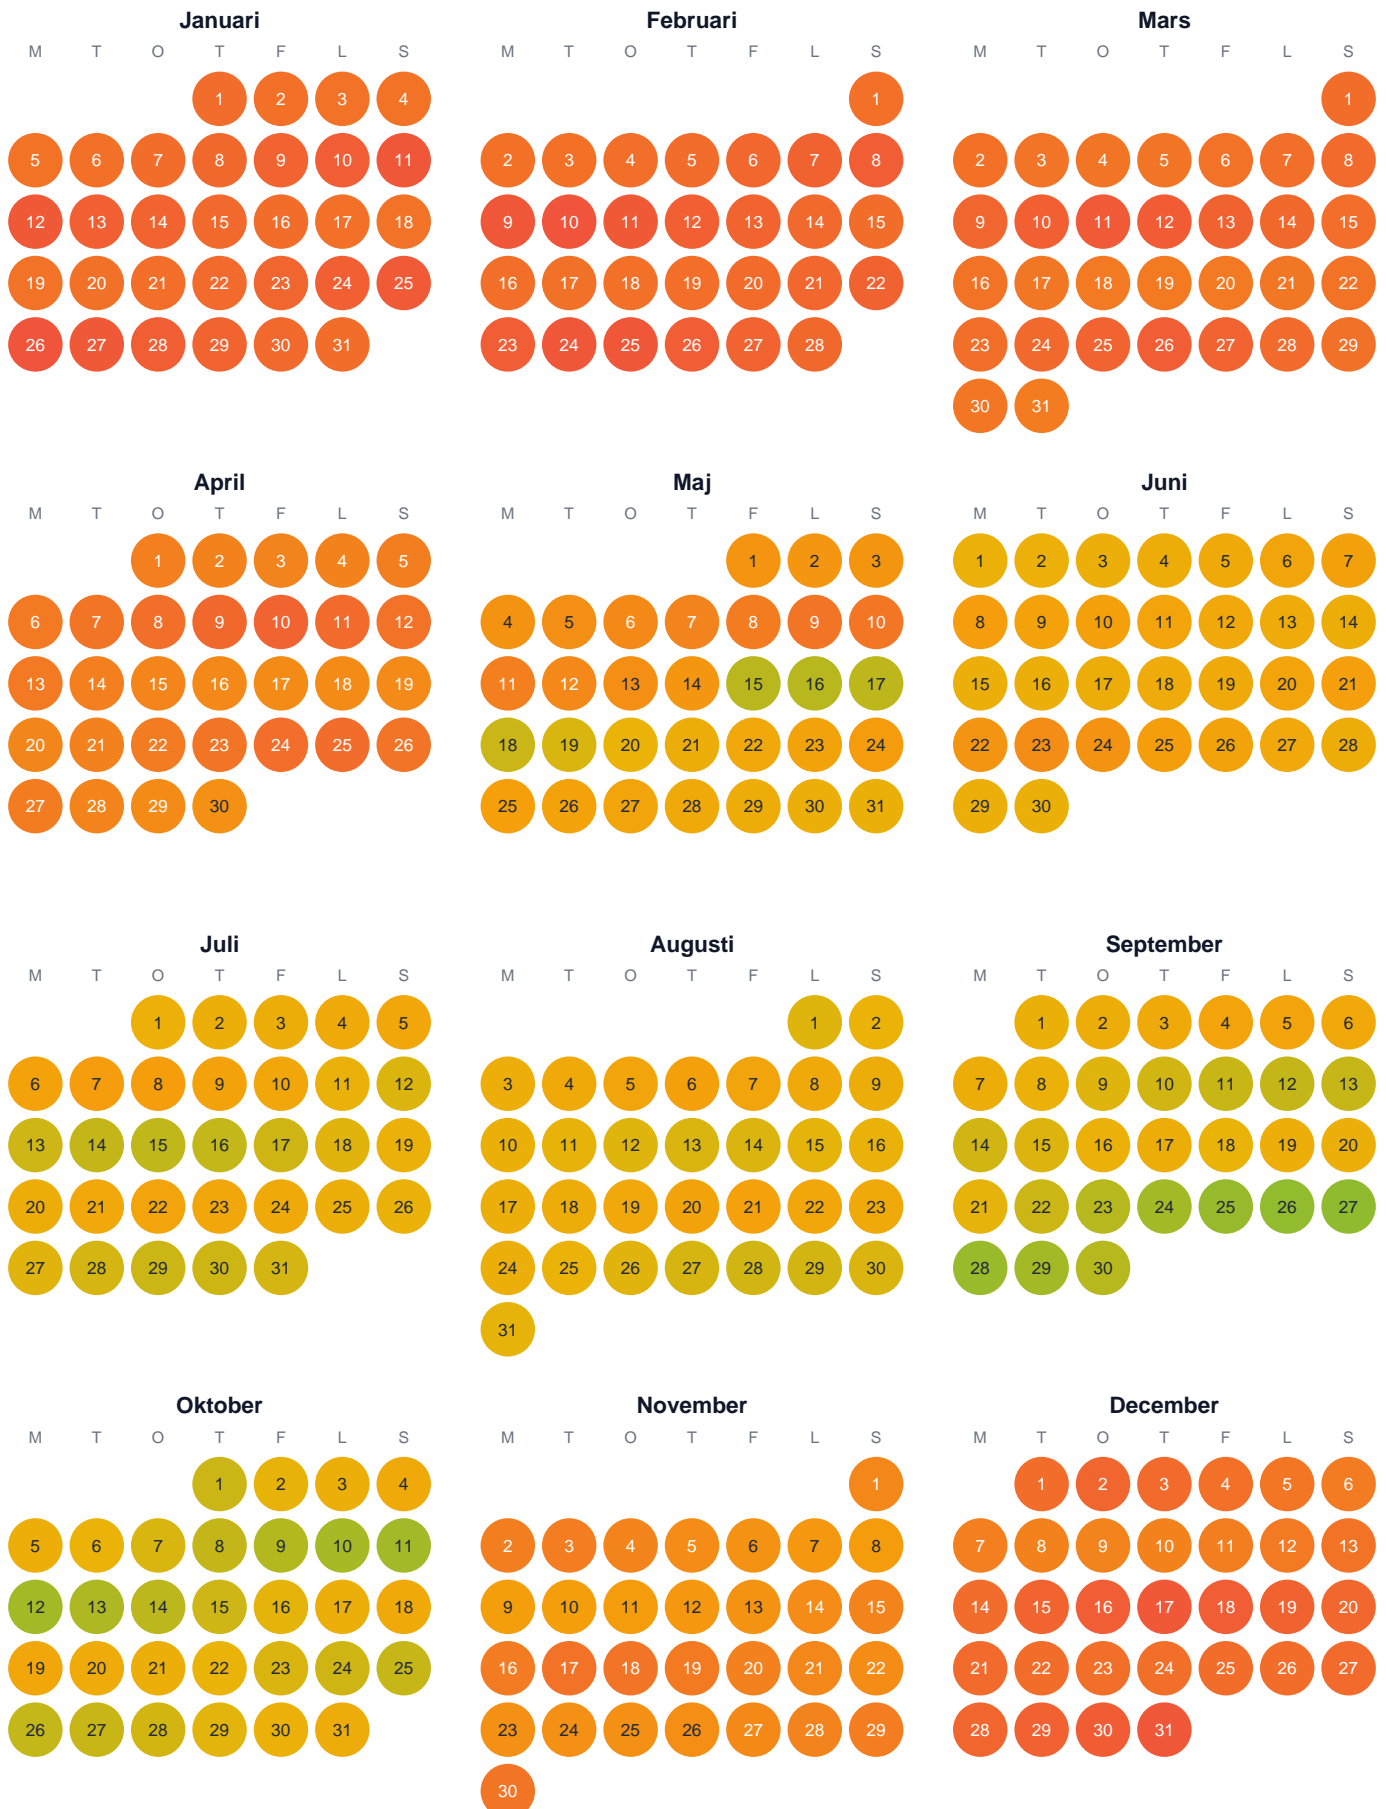 Januari Februari Mars
M T O T F L S M T O T F L S M T O T F L S
1 2 3 4 1 1
5 6 7 8 9 10 11 2 3 4 5 6 7 8 2 3 4 5 6 7 8
12 13 14 15 16 17 18 9 10 11 12 13 14 15 9 10 11 12 13 14 15
19 20 21 22 23 24 25 16 17 18 19 20 21 22 16 17 18 19 20 21 22
26 27 28 29 30 31 23 24 25 26 27 28 23 24 25 26 27 28 29
30 31
April Maj Juni
M T O T F L S M T O T F L S M T O T F L S
1 2 3 4 5 1 2 3 1 2 3 4 5 6 7
6 7 8 9 10 11 12 4 5 6 7 8 9 10 8 9 10 11 12 13 14
13 14 15 16 17 18 19 11 12 13 14 15 16 17 15 16 17 18 19 20 21
20 21 22 23 24 25 26 18 19 20 21 22 23 24 22 23 24 25 26 27 28
27 28 29 30 25 26 27 28 29 30 31 29 30
Juli Augusti September
M T O T F L S M T O T F L S M T O T F L S
1 2 3 4 5 1 2 1 2 3 4 5 6
6 7 8 9 10 11 12 3 4 5 6 7 8 9 7 8 9 10 11 12 13
13 14 15 16 17 18 19 10 11 12 13 14 15 16 14 15 16 17 18 19 20
20 21 22 23 24 25 26 17 18 19 20 21 22 23 21 22 23 24 25 26 27
27 28 29 30 31 24 25 26 27 28 29 30 28 29 30
31
Oktober November December
M T O T F L S M T O T F L S M T O T F L S
1 2 3 4 1 1 2 3 4 5 6
5 6 7 8 9 10 11 2 3 4 5 6 7 8 7 8 9 10 11 12 13
12 13 14 15 16 17 18 9 10 11 12 13 14 15 14 15 16 17 18 19 20
19 20 21 22 23 24 25 16 17 18 19 20 21 22 21 22 23 24 25 26 27
26 27 28 29 30 31 23 24 25 26 27 28 29 28 29 30 31
30